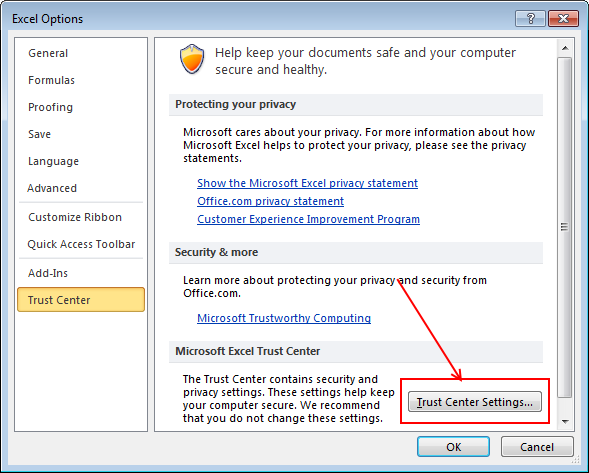 Excel Options
General
Formulas
Proofing
Save
Language
Advanced
Customize Ribbon
Quick Access Toolbar
Add-Ins
Trust Center
Help keep your documents safe and your computer
secure and healthy.
Protecting your privacy
Microsoft cares about your privacy. For more information about how
Microsoft Excel helps to protect your privacy, please see the privacy
statements.
Show the Microsoft Excel privacy statement
Office.com privacy statement
Customer Experience Improvement Program
Security & more
Learn more about protecting your privacy and security from
Office.com.
Microsoft Trustworthy Computing
Microsoft Excel Trust Center
The Trust Center contains security and
privacy settings. These settings help keep
your computer secure. We recommend
that you do not change these settings.
Trust Center Settings...
OK
Cancel